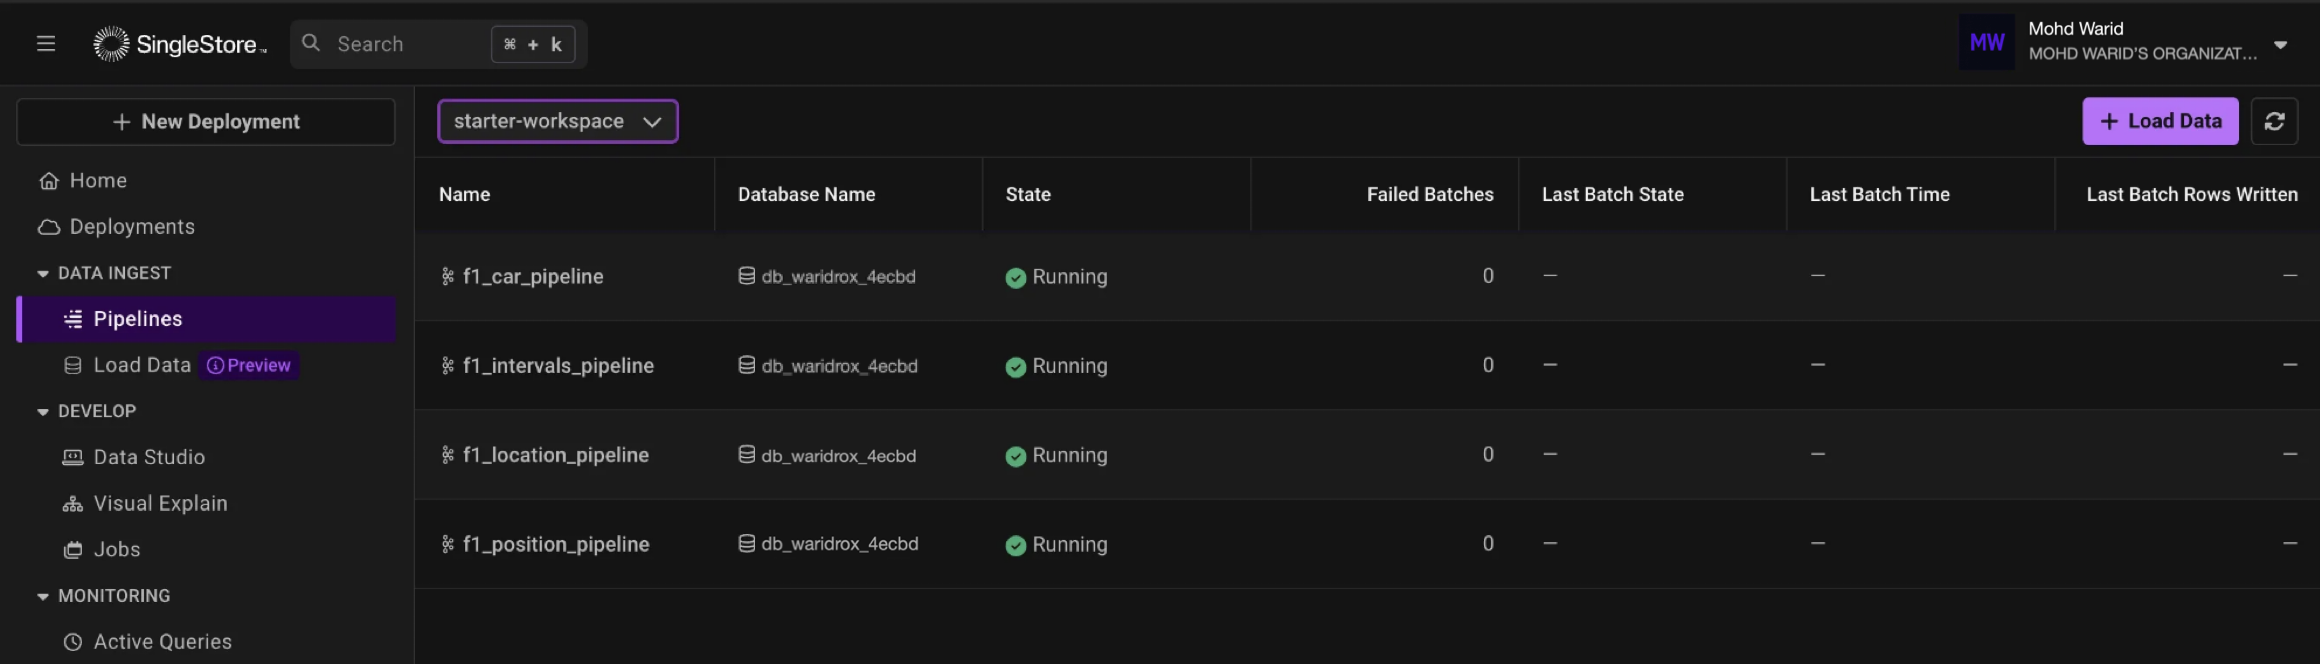 SingleStore™
Search
⌘ + k
MW
Mohd Warid
MOHD WARID'S ORGANIZAT...
+ New Deployment
Home
Deployments
DATA INGEST
Pipelines
Load Data
Preview
DEVELOP
Data Studio
Visual Explain
Jobs
MONITORING
Active Queries
starter-workspace
+ Load Data
Name Database Name State Failed Batches Last Batch State Last Batch Time Last Batch Rows Written
f1_car_pipeline db_waridrox_4ecbd Running 0 — — —
f1_intervals_pipeline db_waridrox_4ecbd Running 0 — — —
f1_location_pipeline db_waridrox_4ecbd Running 0 — — —
f1_position_pipeline db_waridrox_4ecbd Running 0 — — —